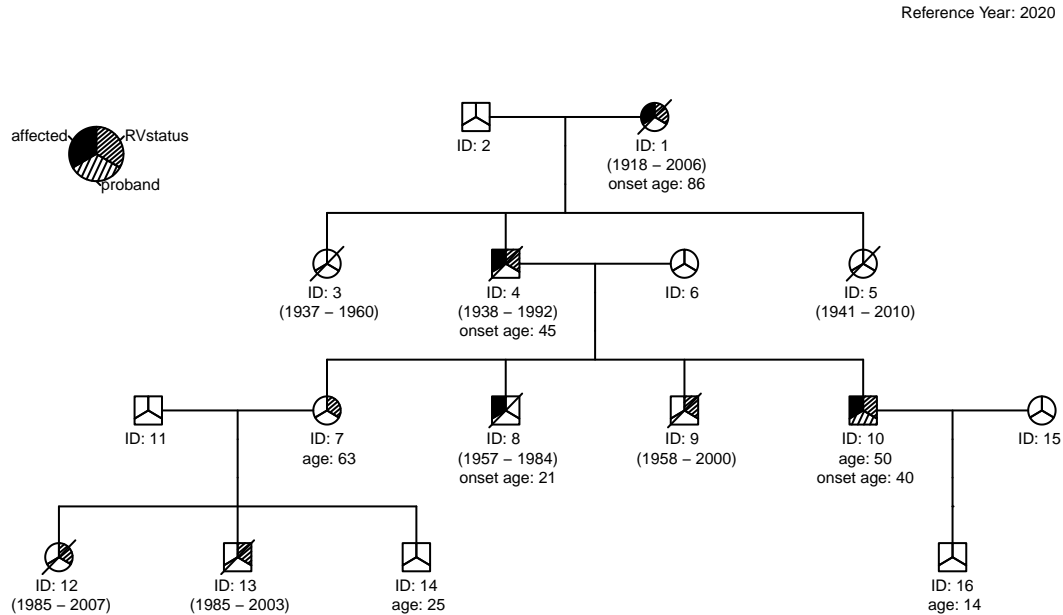 Reference Year: 2020
affected
RVstatus
proband
ID: 2
ID: 1
(1918 – 2006)
onset age: 86
ID: 3
(1937 – 1960)
ID: 4
(1938 – 1992)
onset age: 45
ID: 6
ID: 5
(1941 – 2010)
ID: 11
ID: 7
age: 63
ID: 8
(1957 – 1984)
onset age: 21
ID: 9
(1958 – 2000)
ID: 10
age: 50
onset age: 40
ID: 15
ID: 12
(1985 – 2007)
ID: 13
(1985 – 2003)
ID: 14
age: 25
ID: 16
age: 14